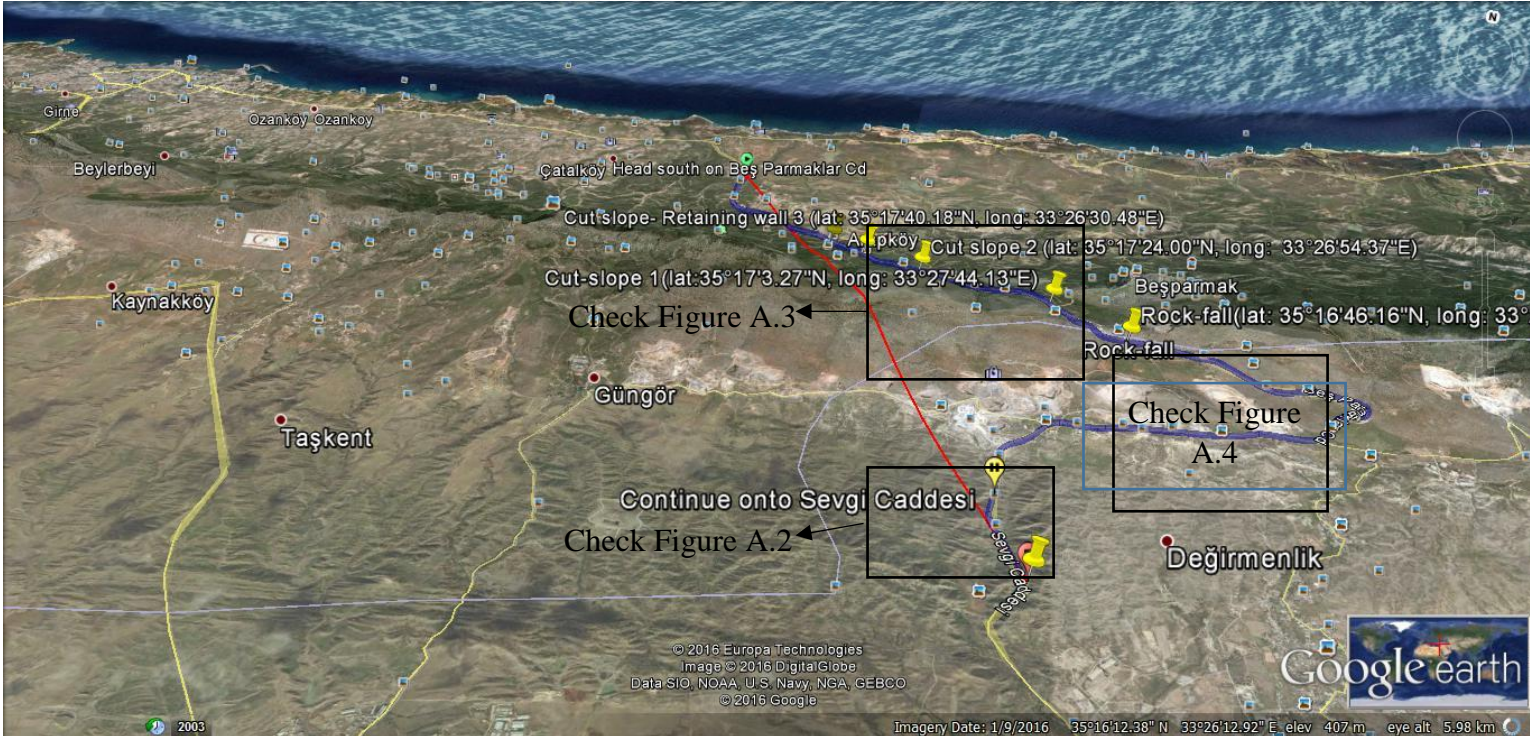 N
Girne
Ozanköy Ozankoy
Beylerbeyi
Çatalköy
Head south on Beş Parmaklar Cd
Cut slope- Retaining wall 3 (lat: 35°17'40.18"N, long: 33°26'30.48"E)
Cut slope 2 (lat: 35°17'24.00"N, long: 33°26'54.37"E)
Cut-slope 1(lat:35°17'3.27"N, long: 33°27'44.13"E)
Beşparmak
Kaynakköy
Check Figure A.3
Rock-fall(lat: 35°16'46.16"N, long: 33°
Rock-fall
Güngör
Check Figure
A.4
Taşkent
Continue onto Sevgi Caddesi
Check Figure A.2
Sevgi Caddesi
Değirmenlik
© 2016 Europa Technologies
Image © 2016 DigitalGlobe
Data SIO, NOAA, U.S. Navy, NGA, GEBCO
© 2016 Google
Google earth
2003
Imagery Date: 1/9/2016 35°16'12.38" N 33°26'12.92" E elev 407 m eye alt 5.98 km